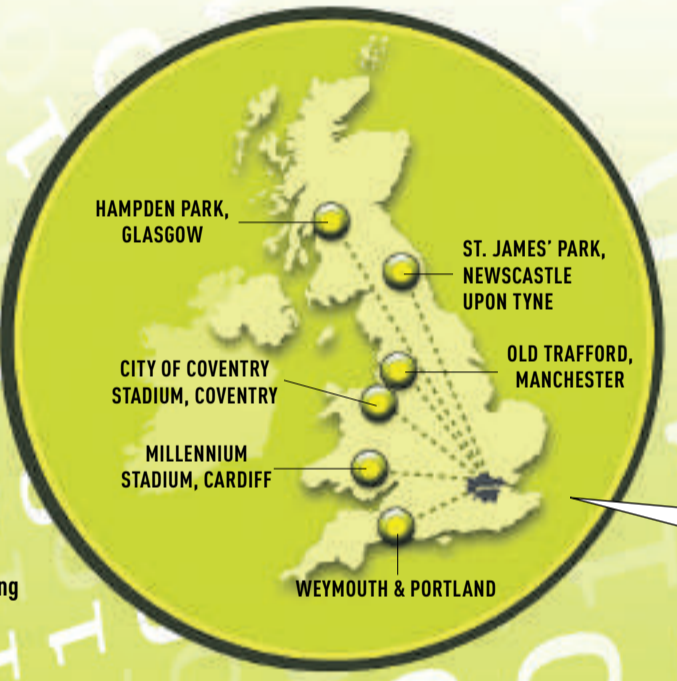 HAMPDEN PARK,
GLASGOW
ST. JAMES' PARK,
NEWSCASTLE
UPON TYNE
OLD TRAFFORD,
MANCHESTER
CITY OF COVENTRY
STADIUM, COVENTRY
MILLENNIUM
STADIUM, CARDIFF
ng
WEYMOUTH & PORTLAND